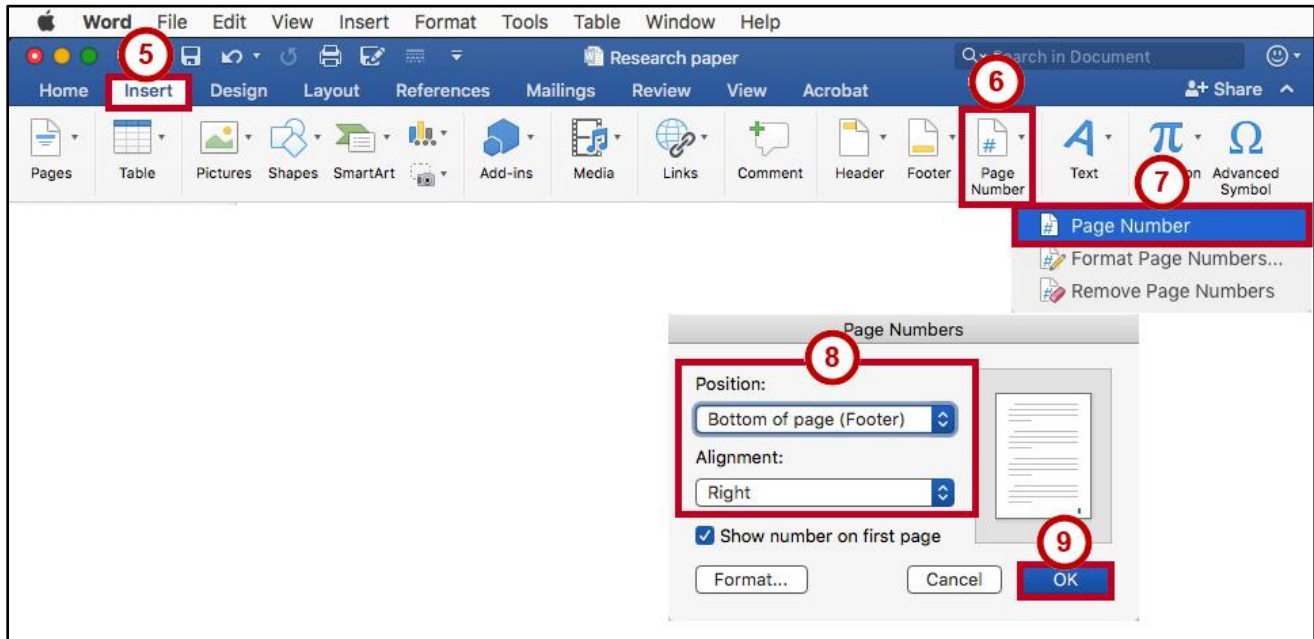 Word File Edit View Insert Format Tools Table Window Help
5
Research paper
Search in Document
Home Insert Design Layout References Mailings Review View Acrobat
6
Share
Pages Table Pictures Shapes SmartArt Add-ins Media Links Comment Header Footer Page Number Text Advanced Symbol
7
Page Number
Format Page Numbers...
Remove Page Numbers
Page Numbers
8
Position:
Bottom of page (Footer)
Alignment:
Right
Show number on first page
9
Format... Cancel OK